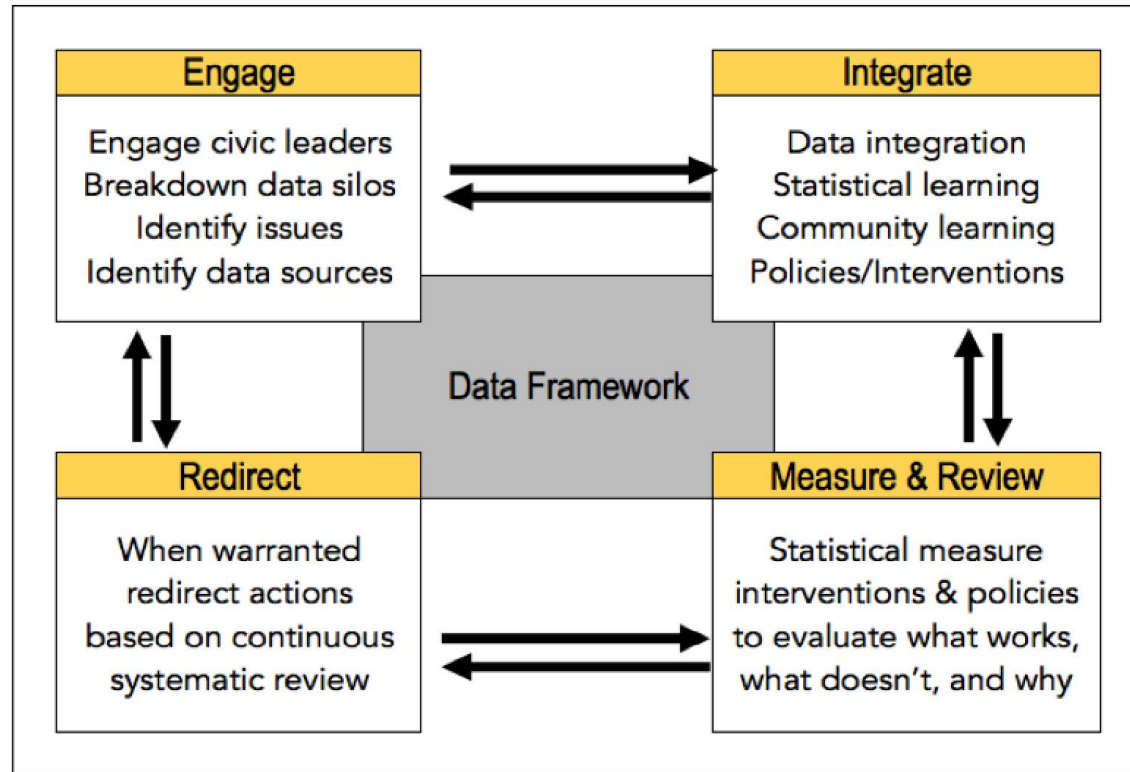 Engage
Engage civic leaders
Breakdown data silos
Identify issues
Identify data sources
Integrate
Data integration
Statistical learning
Community learning
Policies/Interventions
Data Framework
Redirect
When warranted
redirect actions
based on continuous
systematic review
Measure & Review
Statistical measure
interventions & policies
to evaluate what works,
what doesn't, and why